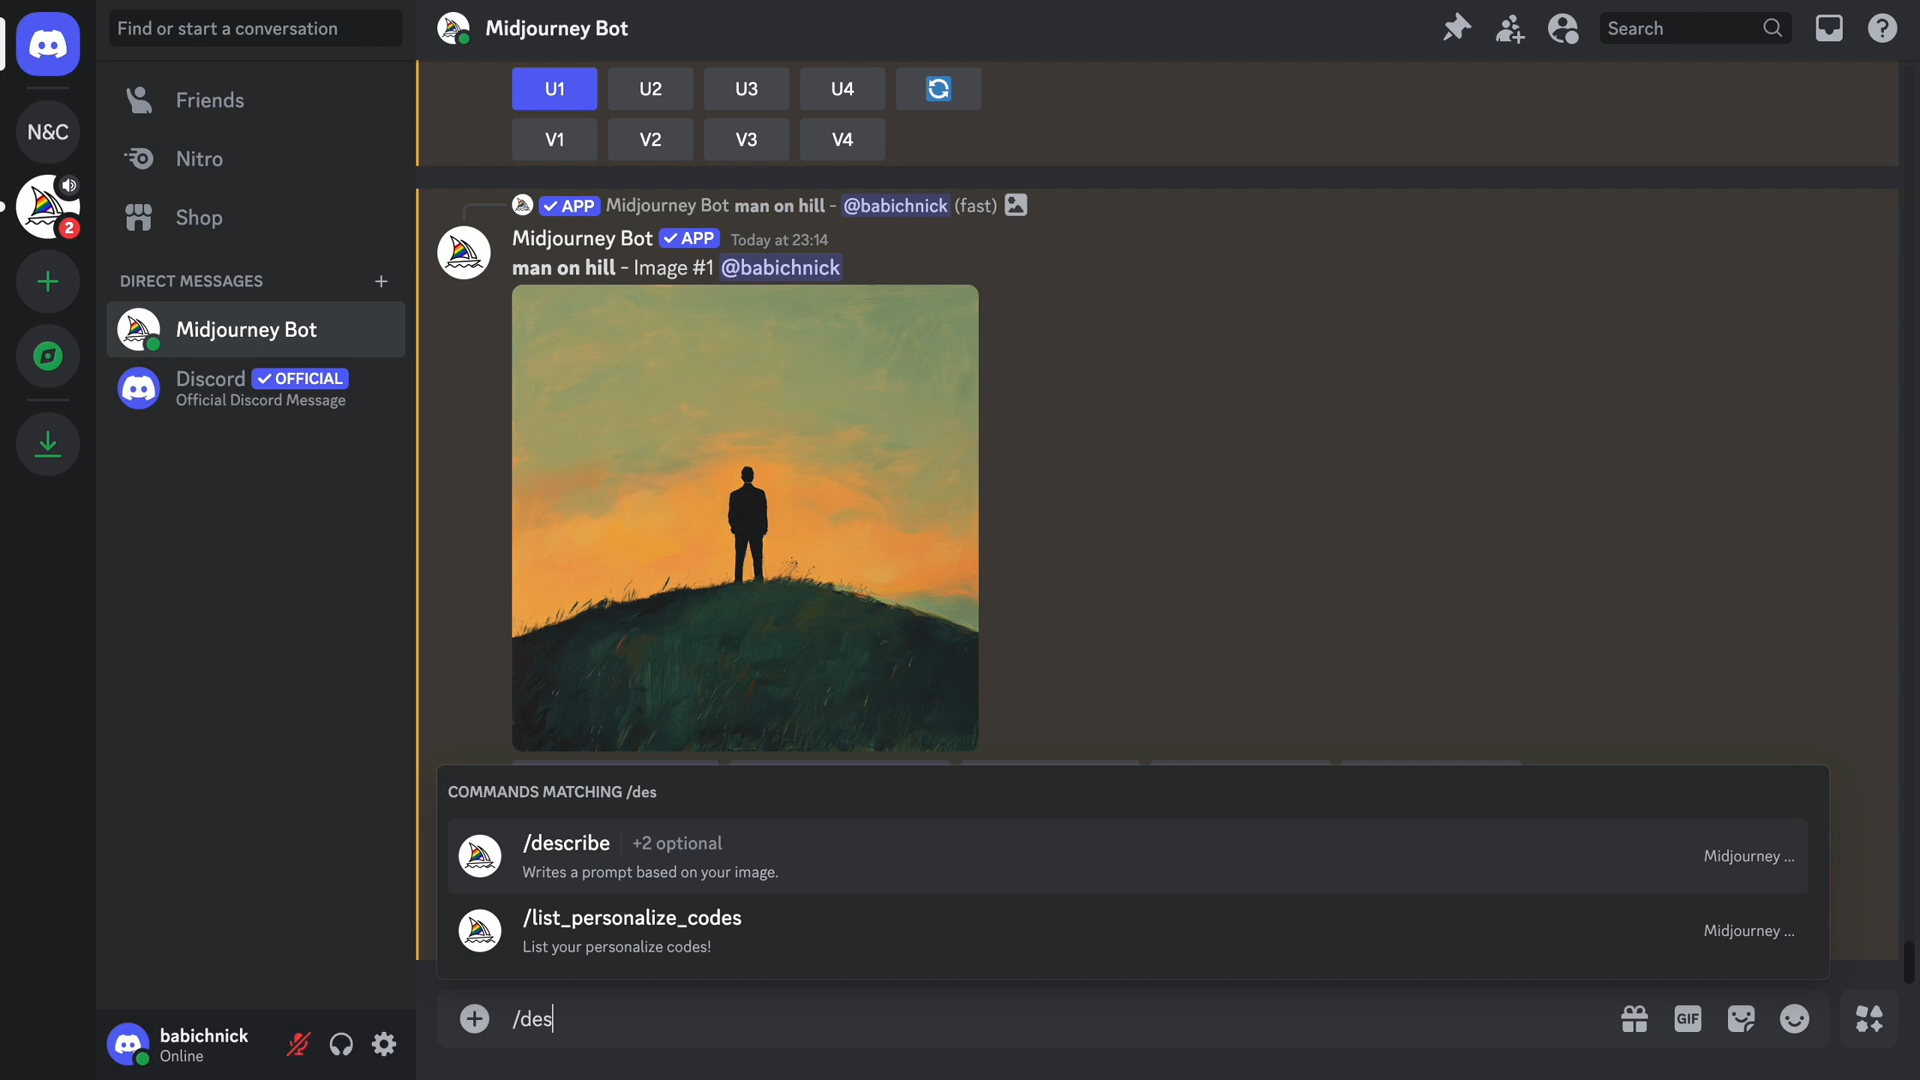 Find or start a conversation
Midjourney Bot
Search
N&C
2
Friends
Nitro
Shop
DIRECT MESSAGES
Midjourney Bot
Discord OFFICIAL
Official Discord Message
U1 U2 U3 U4
V1 V2 V3 V4
APP Midjourney Bot man on hill - @babichnick (fast)
Midjourney Bot APP Today at 23:14
man on hill - Image #1 @babichnick
COMMANDS MATCHING /des
/describe +2 optional
Writes a prompt based on your image.
Midjourney ...
/list_personalize_codes
List your personalize codes!
Midjourney ...
/des
GIF
babichnick
Online